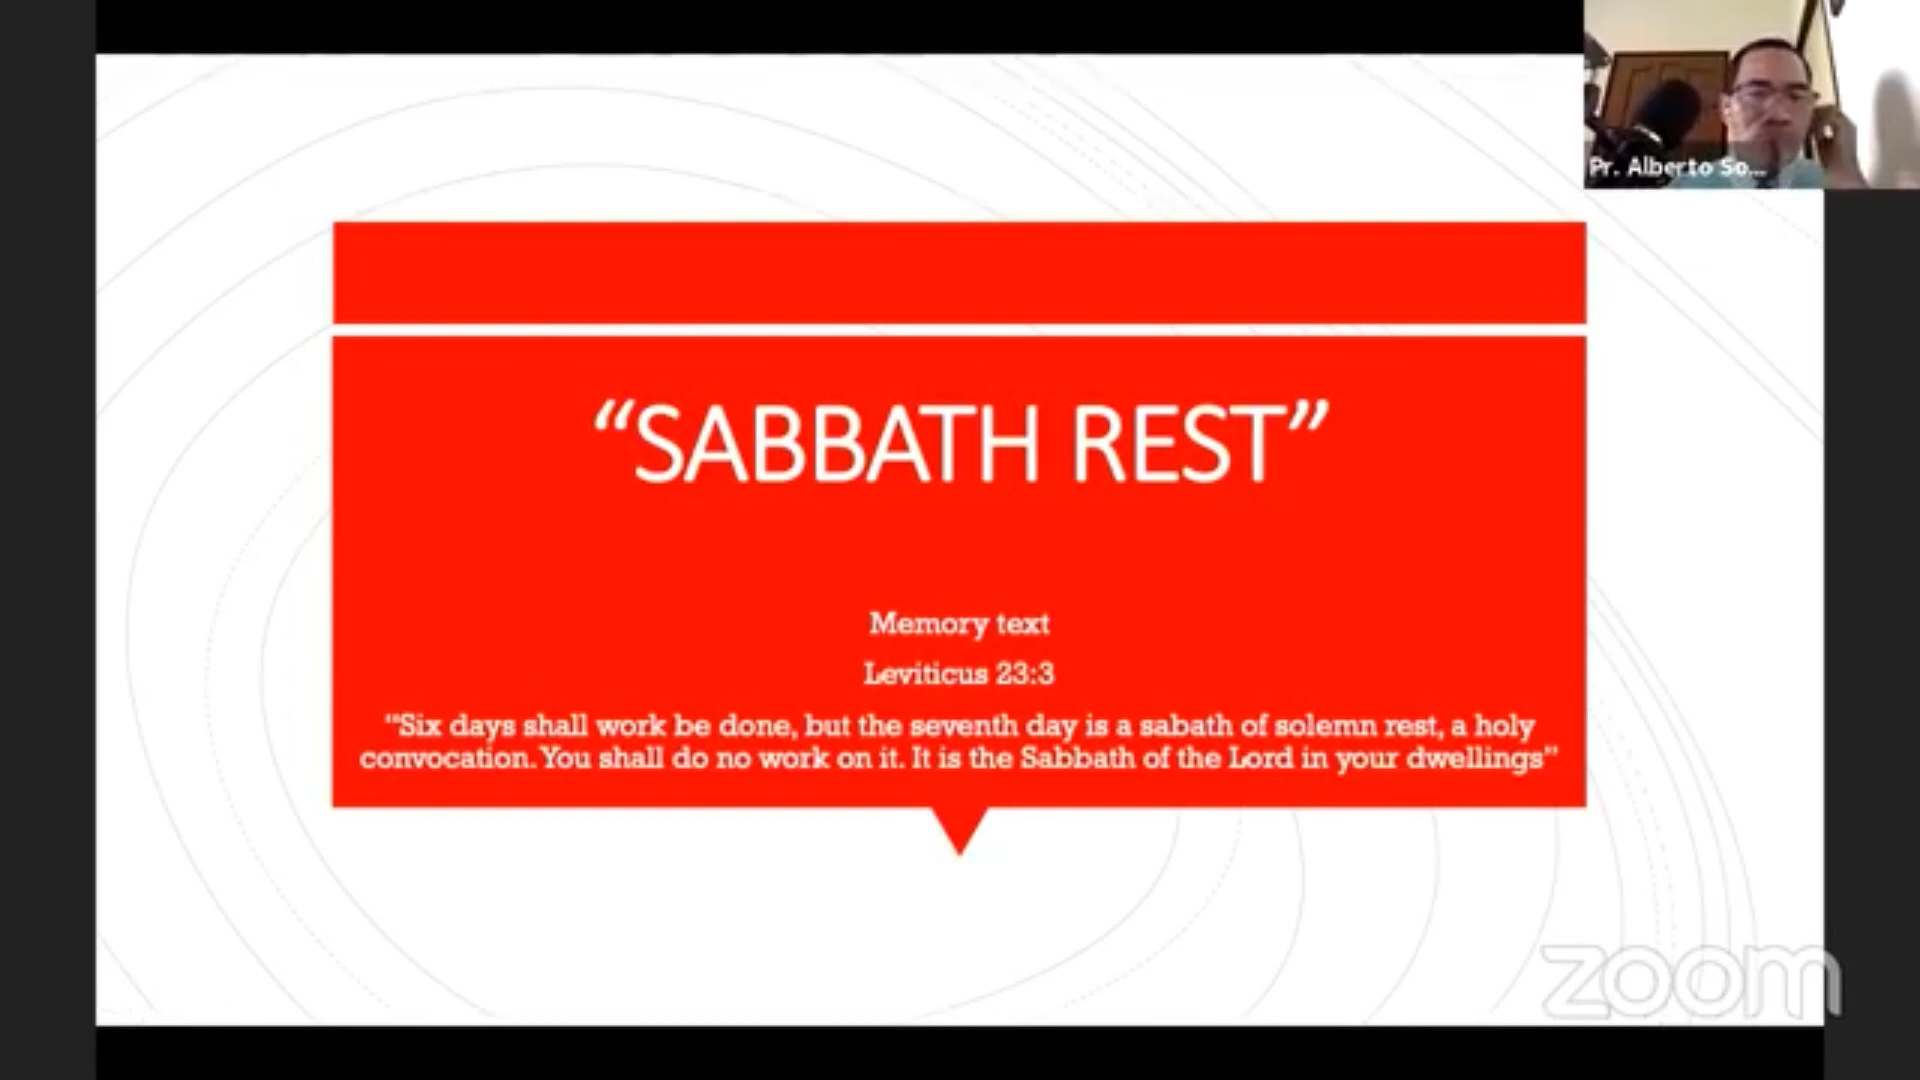 Pr. Alberto So...
“SABBATH REST”
Memory text
Leviticus 23:3
“Six days shall work be done, but the seventh day is a sabath of solemn rest, a holy
convocation. You shall do no work on it. It is the Sabbath of the Lord in your dwellings”
zoom